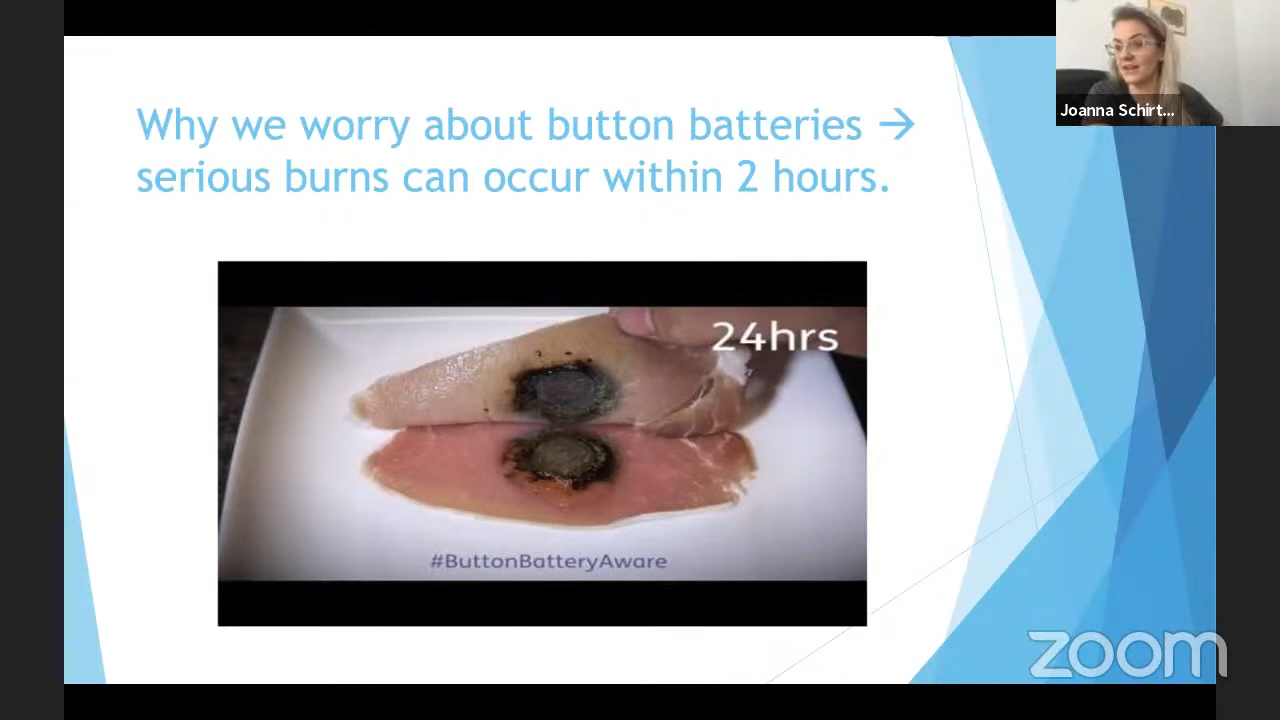 Why we worry about button batteries →
serious burns can occur within 2 hours.
24hrs
#ButtonBatteryAware
Joanna Schirt...
zoom